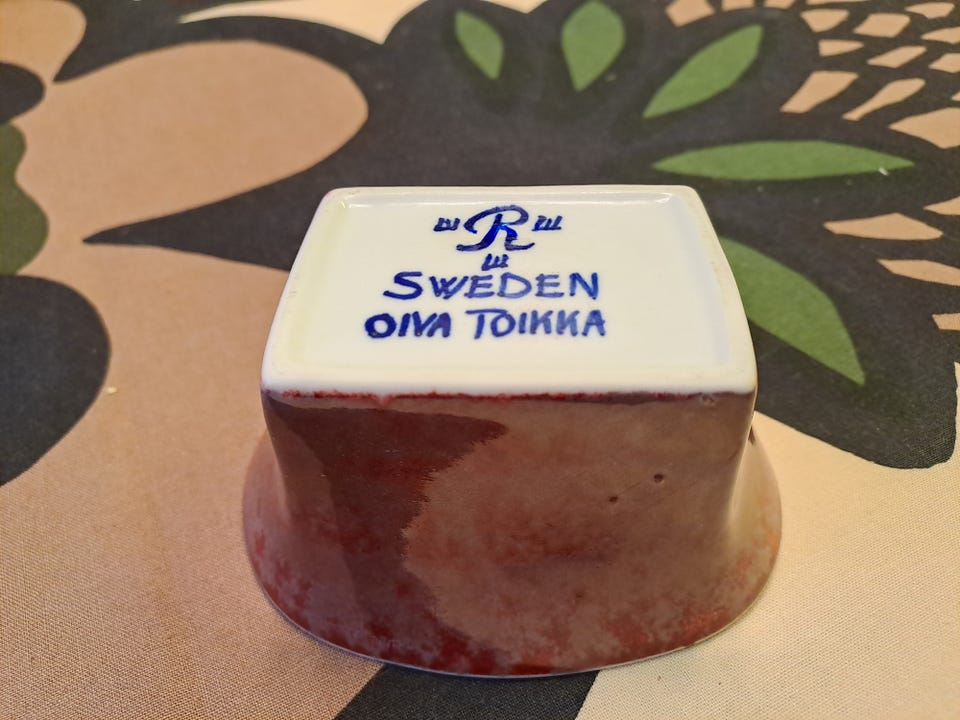 R
SWEDEN
OIVA TOIKKA